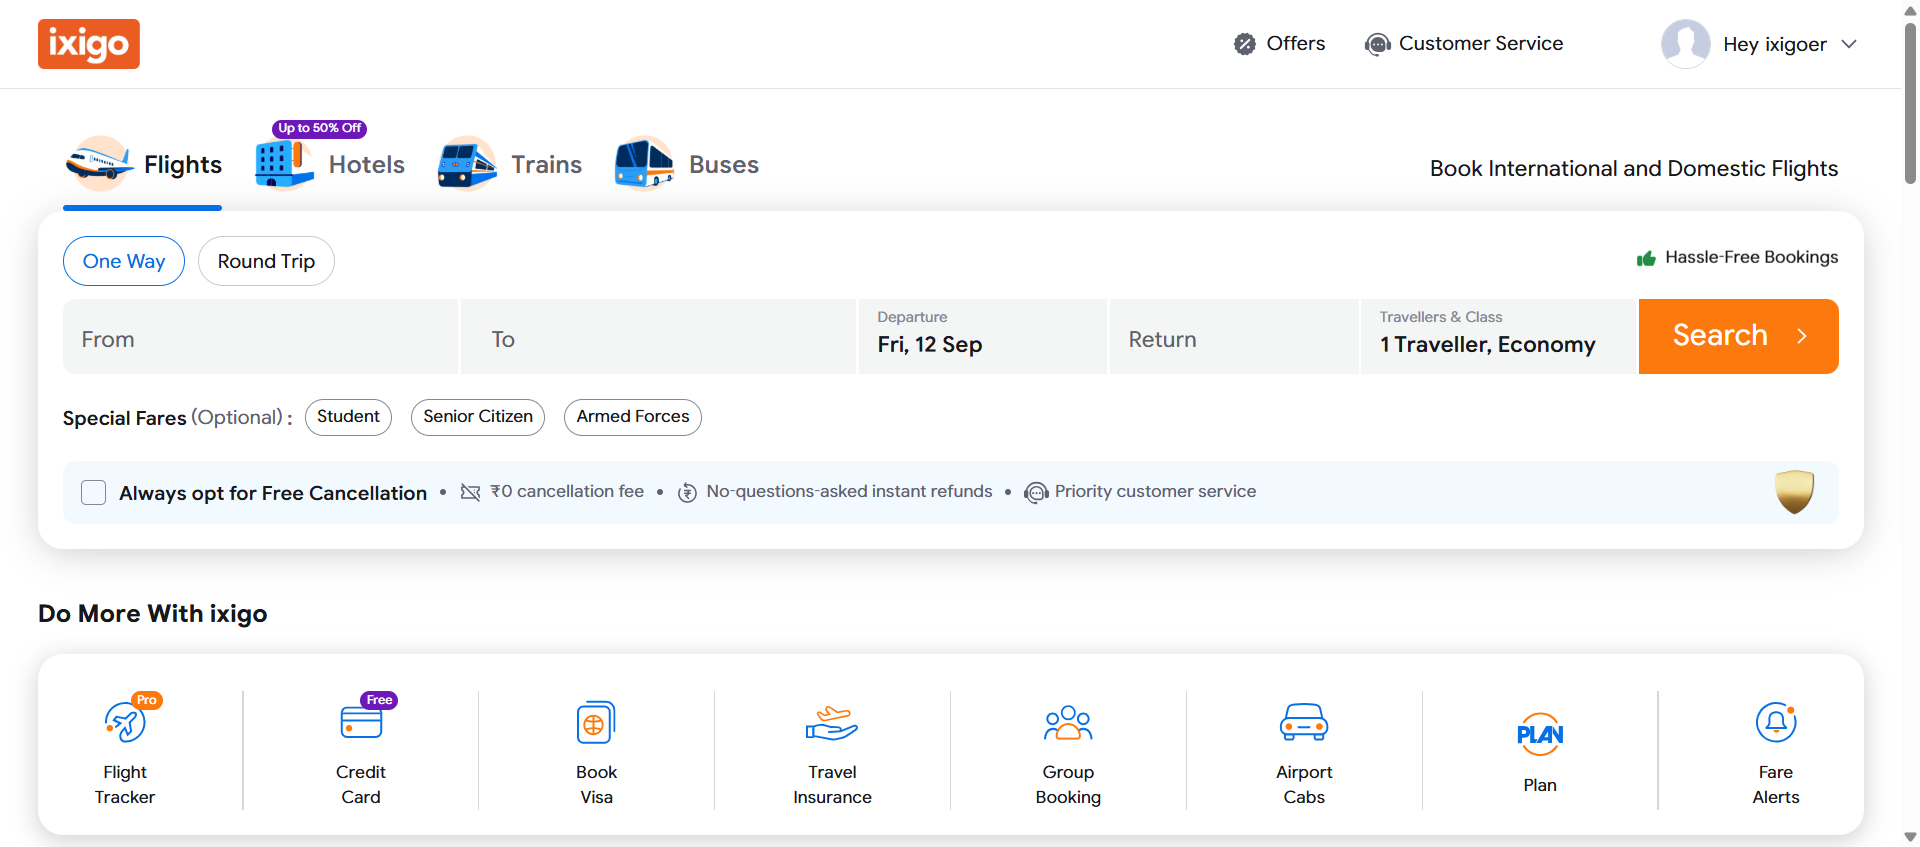 ixigo
Offers
Customer Service
Hey ixigoer
Up to 50% Off
Flights
Hotels
Trains
Buses
Book International and Domestic Flights
One Way
Round Trip
Hassle-Free Bookings
From
To
Departure
Fri, 12 Sep
Return
Travellers & Class
1 Traveller, Economy
Search
Special Fares (Optional) :
Student
Senior Citizen
Armed Forces
Always opt for Free Cancellation • ₹0 cancellation fee • No-questions-asked instant refunds • Priority customer service
Do More With ixigo
Pro
Flight
Tracker
Free
Credit
Card
Book
Visa
Travel
Insurance
Group
Booking
Airport
Cabs
PLAN
Plan
Fare
Alerts